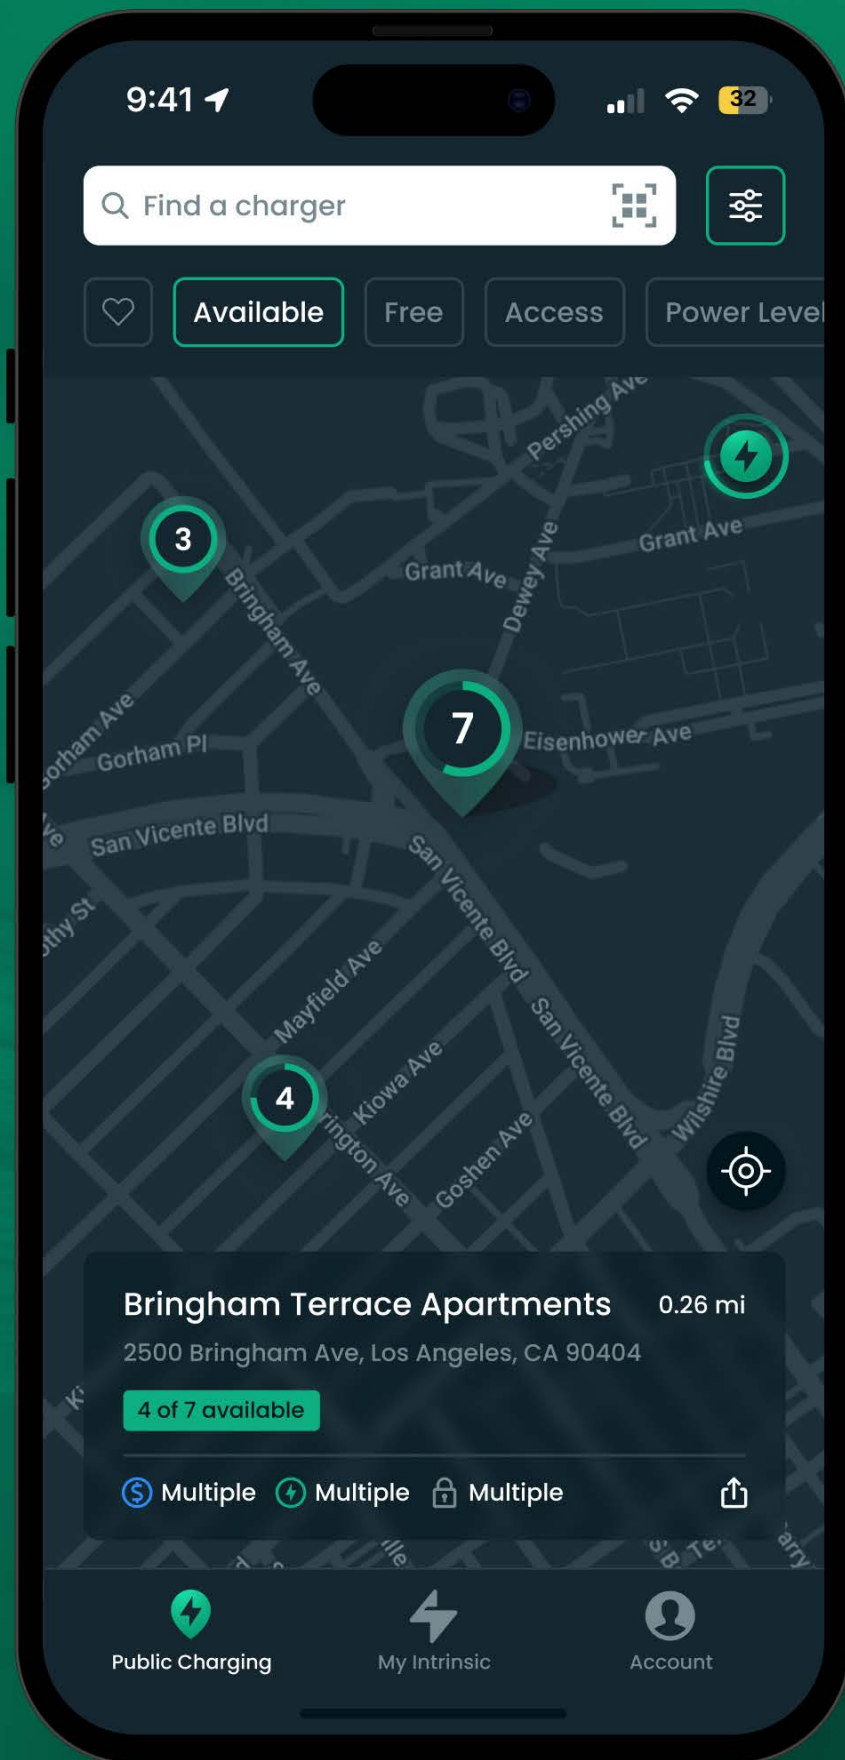 9:41
32
Find a charger
Available
Free
Access
Power Level
Pershing Ave
3
Grant Ave
Grant Ave
Dewey Ave
Bringham Ave
7
Eisenhower Ave
Gorham Ave
Gorham Pl
San Vicente Blvd
San Vicente Blvd
Mayfield Ave
San Vicente Blvd
Wilshire Blvd
Kiowa Ave
4
rington Ave
Goshen Ave
Bringham Terrace Apartments 0.26 mi
2500 Bringham Ave, Los Angeles, CA 90404
4 of 7 available
Multiple Multiple Multiple
Public Charging
My Intrinsic
Account